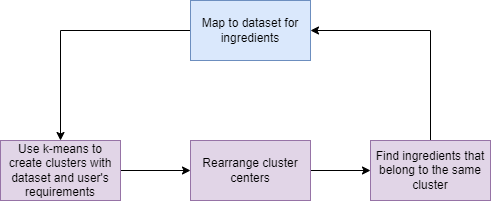 Map to dataset for
ingredients
Use k-means to
create clusters with
dataset and user's
requirements
Rearrange cluster
centers
Find ingredients that
belong to the same
cluster